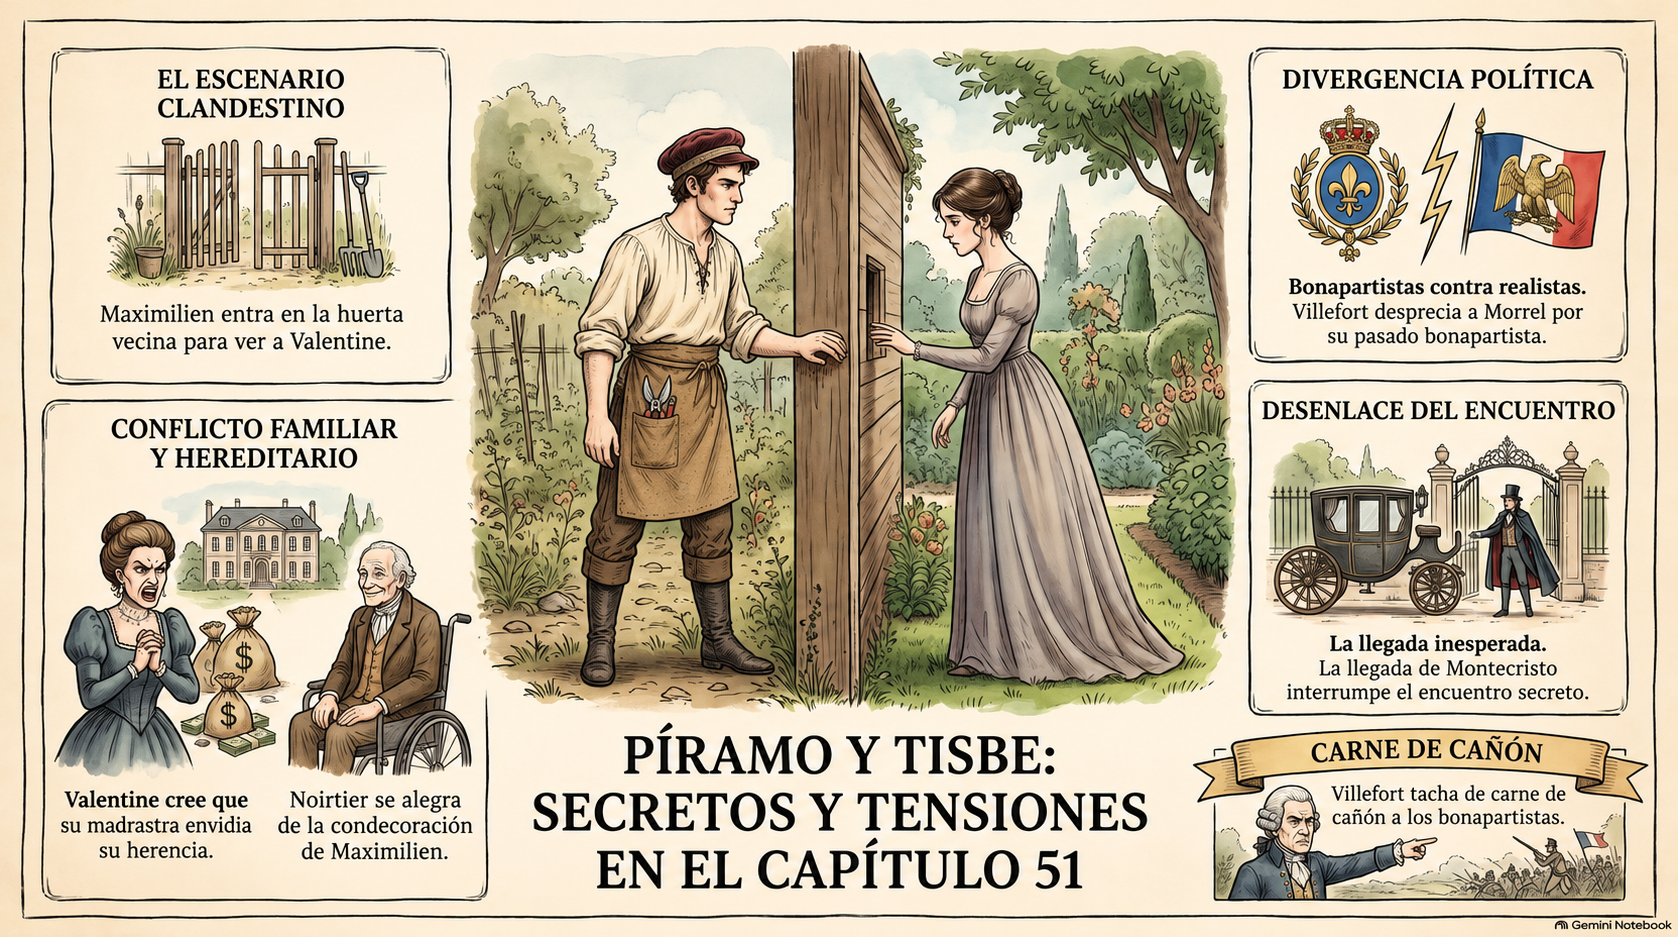 EL ESCENARIO
CLANDESTINO
Maximilien entra en la huerta
vecina para ver a Valentine.
CONFLICTO FAMILIAR
Y HEREDITARIO
$
$
Valentine cree que
su madrastra envidia
su herencia.
Noirtier se alegra
de la condecoración
de Maximilien.
PÍRAMO Y TISBE:
SECRETOS Y TENSIONES
EN EL CAPÍTULO 51
DIVERGENCIA POLÍTICA
Bonapartistas contra realistas.
Villefort desprecia a Morrel por
su pasado bonapartista.
DESENLACE DEL ENCUENTRO
La llegada inesperada.
La llegada de Montecristo
interrumpe el encuentro secreto.
CARNE DE CAÑÓN
Villefort tacha de carne de
cañón a los bonapartistas.
Gemini Notebook